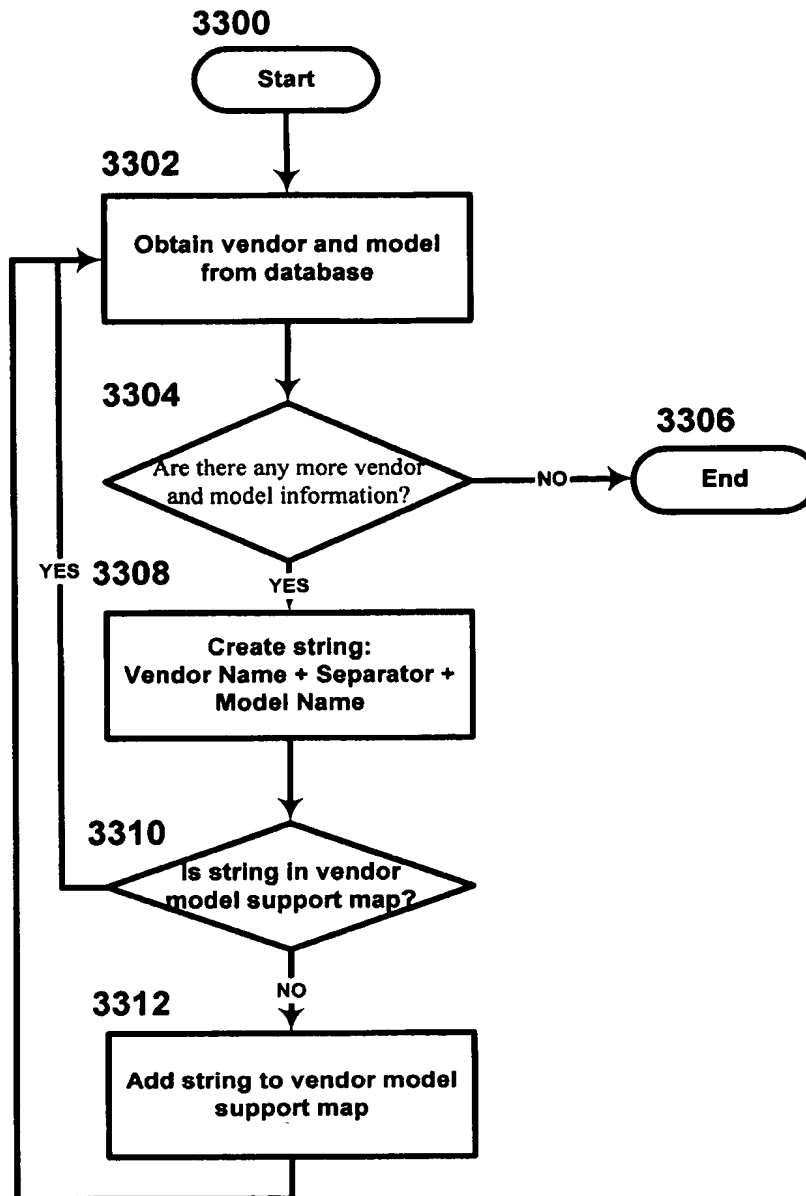 3300
Start
3302
Obtain vendor and model
from database
3304
Are there any more vendor
and model information?
NO
3306
End
YES
3308
YES
Create string:
Vendor Name + Separator +
Model Name
3310
Is string in vendor
model support map?
NO
3312
Add string to vendor model
support map